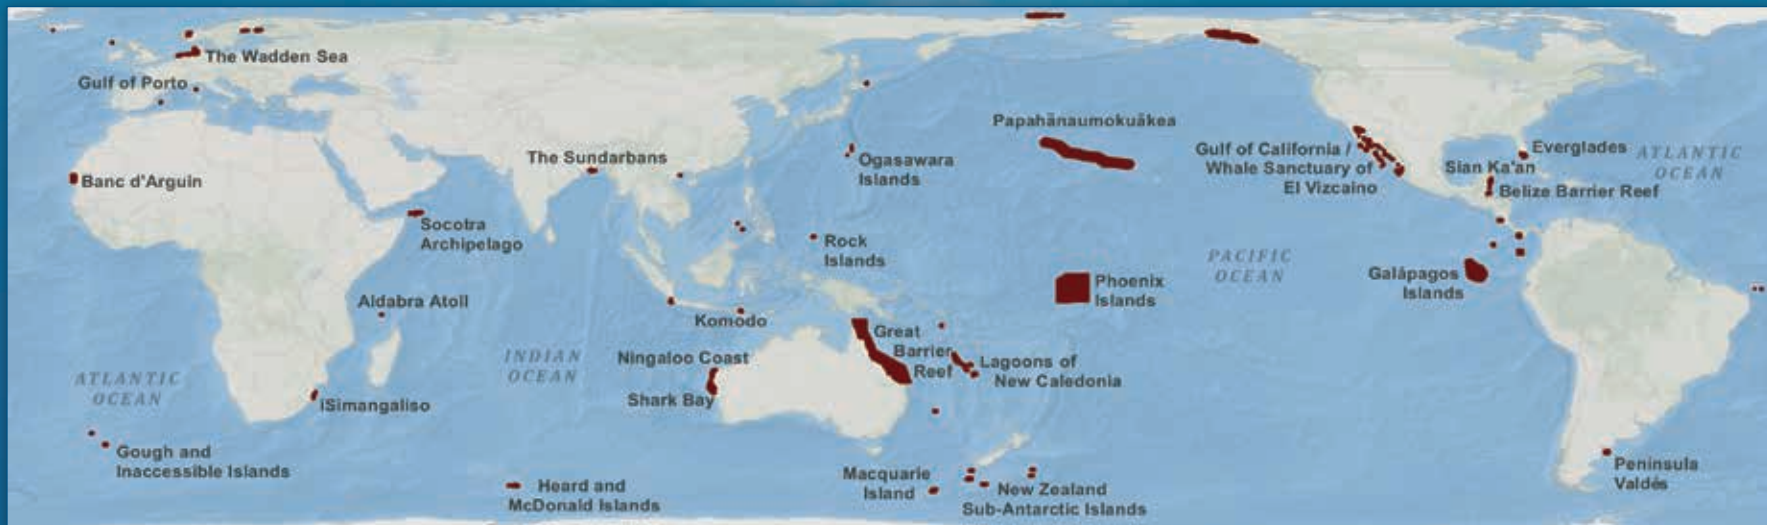 The Wadden Sea
Gulf of Porto
Banc d'Arguin
Socotra
Archipelago
Aldabra Atoll
iSimangaliso
ATLANTIC
OCEAN
Gough and
Inaccessible Islands
The Sundarbans
INDIAN
OCEAN
Heard and
McDonald Islands
Ogasawara
Islands
Rock
Islands
Komodo
Ningaloo Coast
Shark Bay
Great
Barrier
Reef
Lagoons of
New Caledonia
Macquarie
Island
New Zealand
Sub-Antarctic Islands
Papahānaumokuākea
Phoenix
Islands
PACIFIC
OCEAN
Gulf of California /
Whale Sanctuary of
El Vizcaino
Everglades
Sian Ka'an
Belize Barrier Reef
ATLANTIC
OCEAN
Galápagos
Islands
Peninsula
Valdés